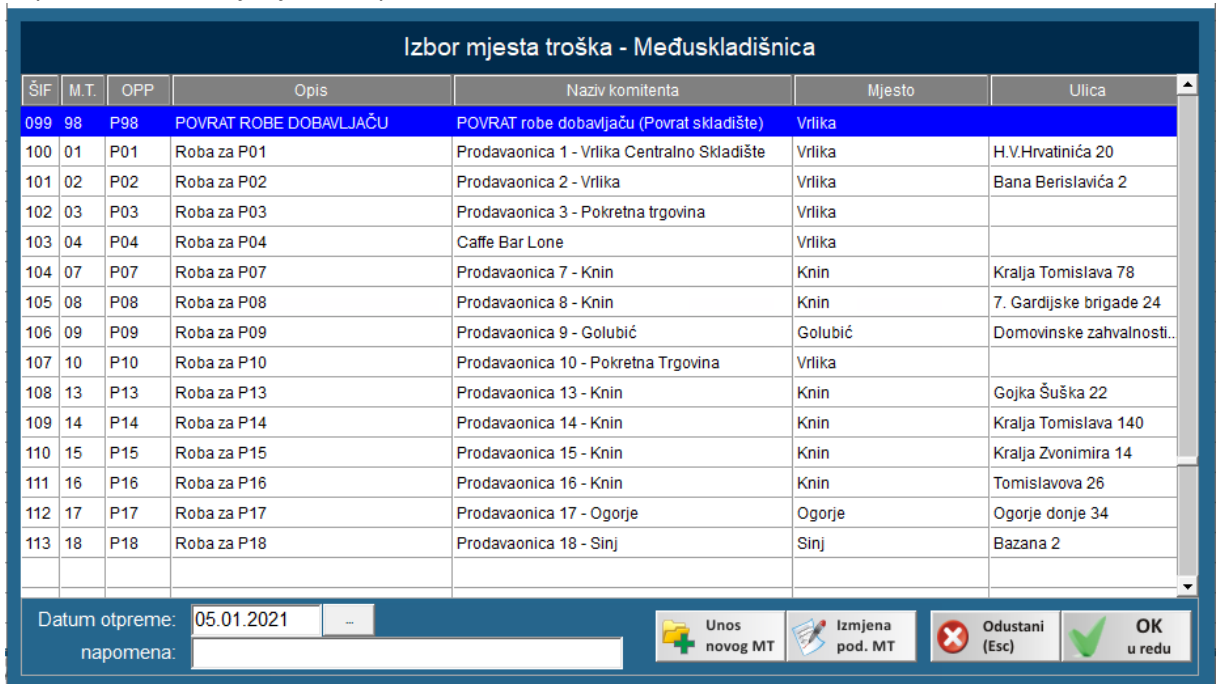 Izbor mjesta troška - Međuskladišnica
ŠIF M.T. OPP Opis Naziv komitenta Mjesto Ulica
099 98 P98 POVRAT ROBE DOBAVLJAČU POVRAT robe dobavljaču (Povrat skladište) Vrlika
100 01 P01 Roba za P01 Prodavaonica 1 - Vrlika Centralno Skladište Vrlika H.V.Hrvatinića 20
101 02 P02 Roba za P02 Prodavaonica 2 - Vrlika Vrlika Bana Berislavića 2
102 03 P03 Roba za P03 Prodavaonica 3 - Pokretna trgovina Vrlika
103 04 P04 Roba za P04 Caffe Bar Lone Vrlika
104 07 P07 Roba za P07 Prodavaonica 7 - Knin Knin Kralja Tomislava 78
105 08 P08 Roba za P08 Prodavaonica 8 - Knin Knin 7. Gardijske brigade 24
106 09 P09 Roba za P09 Prodavaonica 9 - Golubić Golubić Domovinske zahvalnosti..
107 10 P10 Roba za P10 Prodavaonica 10 - Pokretna Trgovina Vrlika
108 13 P13 Roba za P13 Prodavaonica 13 - Knin Knin Gojka Šuška 22
109 14 P14 Roba za P14 Prodavaonica 14 - Knin Knin Kralja Tomislava 140
110 15 P15 Roba za P15 Prodavaonica 15 - Knin Knin Kralja Zvonimira 14
111 16 P16 Roba za P16 Prodavaonica 16 - Knin Knin Tomislavova 26
112 17 P17 Roba za P17 Prodavaonica 17 - Ogorje Ogorje Ogorje donje 34
113 18 P18 Roba za P18 Prodavaonica 18 - Sinj Sinj Bazana 2
Datum otpreme: 05.01.2021 ...
napomena:
Unos
novog MT
Izmjena
pod. MT
Odustani
(Esc)
OK
u redu